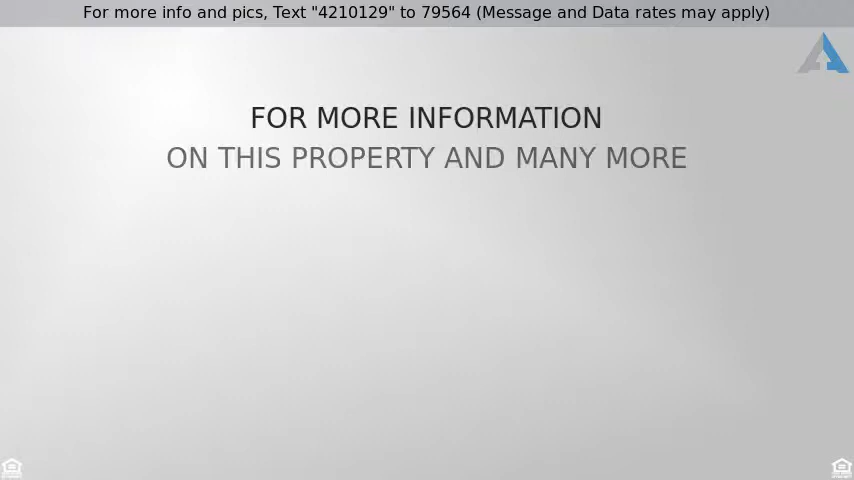 For more info and pics, Text "4210129" to 79564 (Message and Data rates may apply)
FOR MORE INFORMATION
ON THIS PROPERTY AND MANY MORE